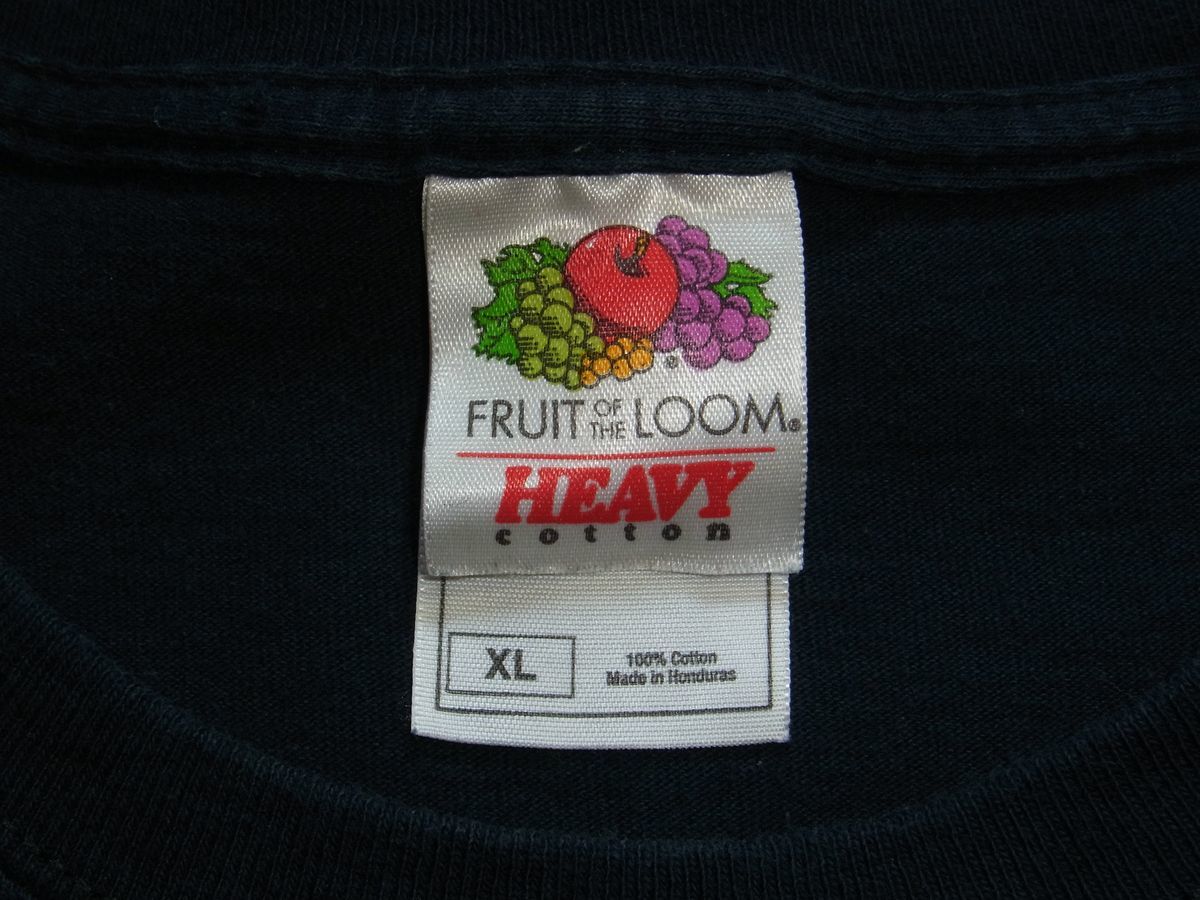 FRUIT OF THE LOOM®
HEAVY
cotton
XL
100% Cotton
Made in Honduras